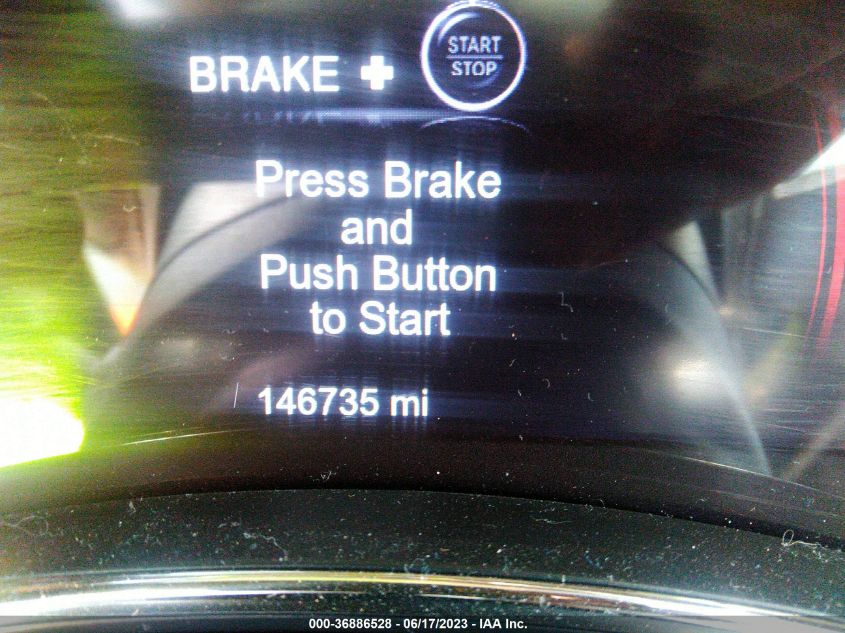 BRAKE + START
STOP
Press Brake
and
Push Button
to Start
146735 mi
000-36886528 - 06/17/2023 - IAA Inc.